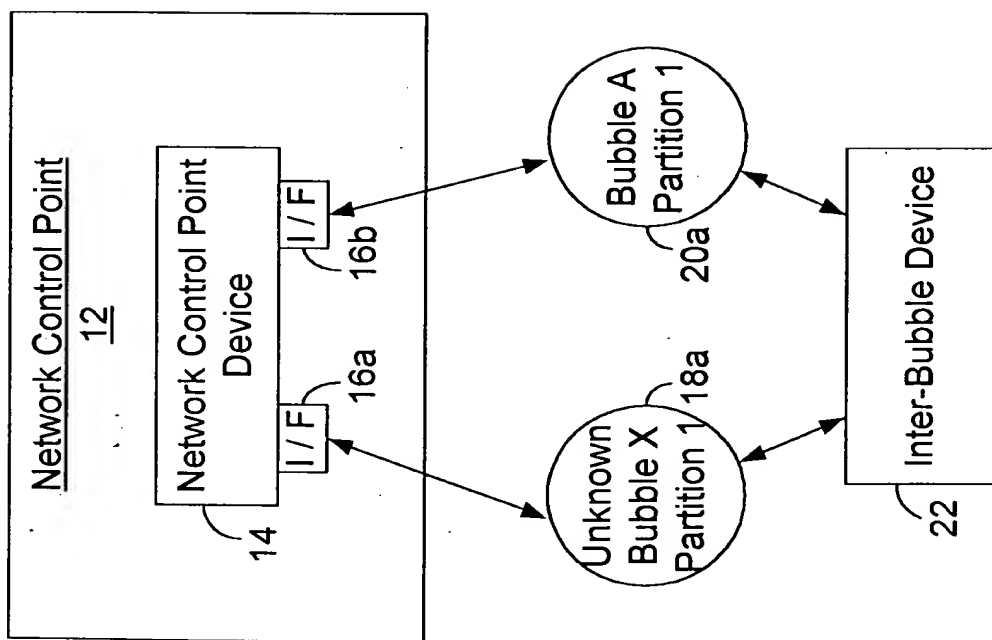 Network Control Point
12
Network Control Point
Device
14
I / F
16a
I / F
16b
Unknown
Bubble X
Partition 1
18a
Bubble A
Partition 1
20a
Inter-Bubble Device
22